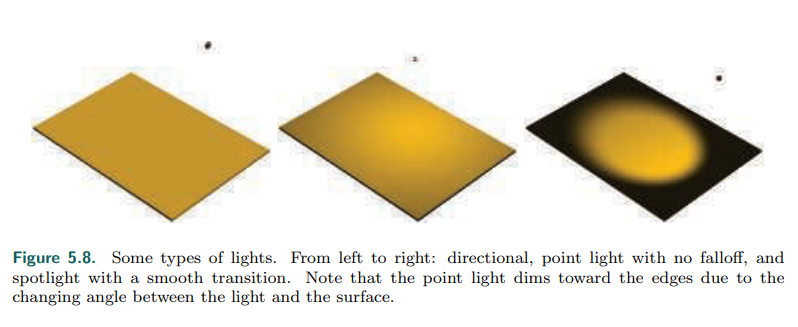 Figure 5.8. Some types of lights. From left to right: directional, point light with no falloff, and
spotlight with a smooth transition. Note that the point light dims toward the edges due to the
changing angle between the light and the surface.